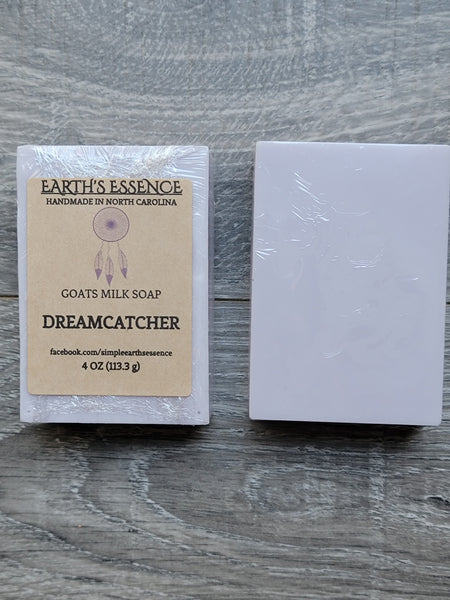 EARTH'S ESSENCE
HANDMADE IN NORTH CAROLINA
GOATS MILK SOAP
DREAMCATCHER
facebook.com/simpleearthsessence
4 OZ (113.3 g)